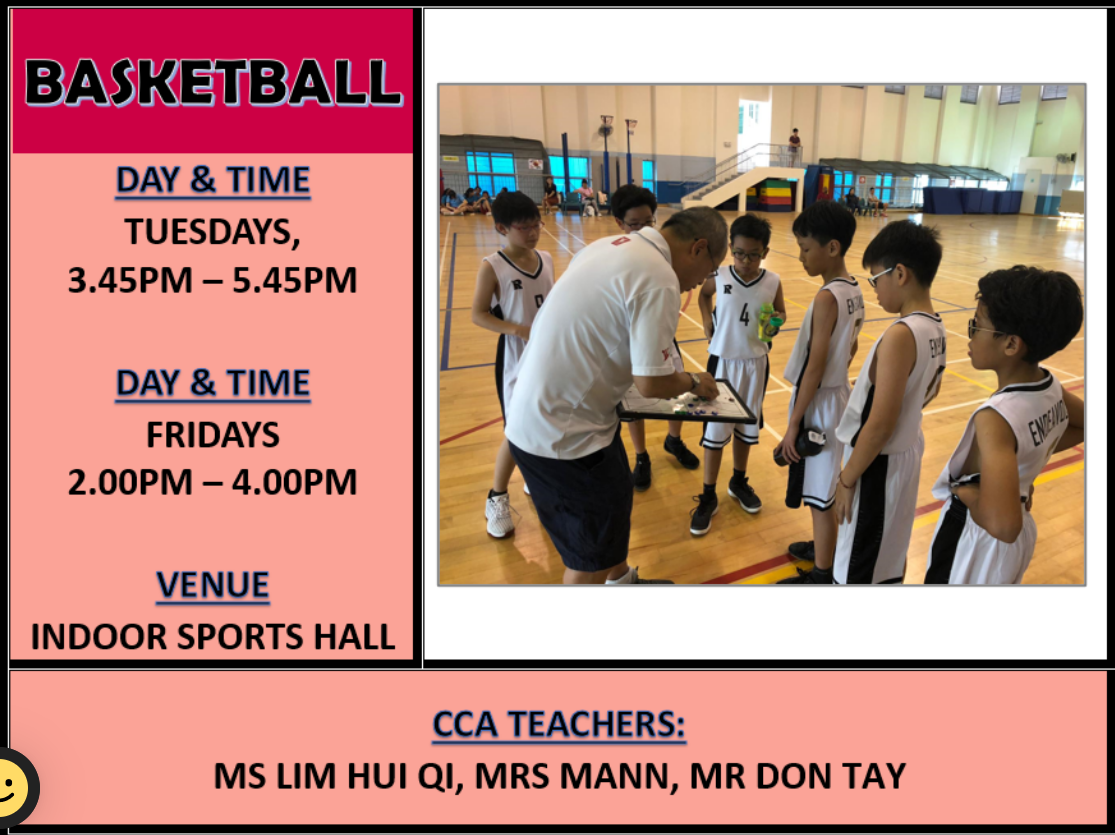 BASKETBALL
DAY & TIME
TUESDAYS,
3.45PM – 5.45PM
DAY & TIME
FRIDAYS
2.00PM – 4.00PM
VENUE
INDOOR SPORTS HALL
4
CCA TEACHERS:
MS LIM HUI QI, MRS MANN, MR DON TAY